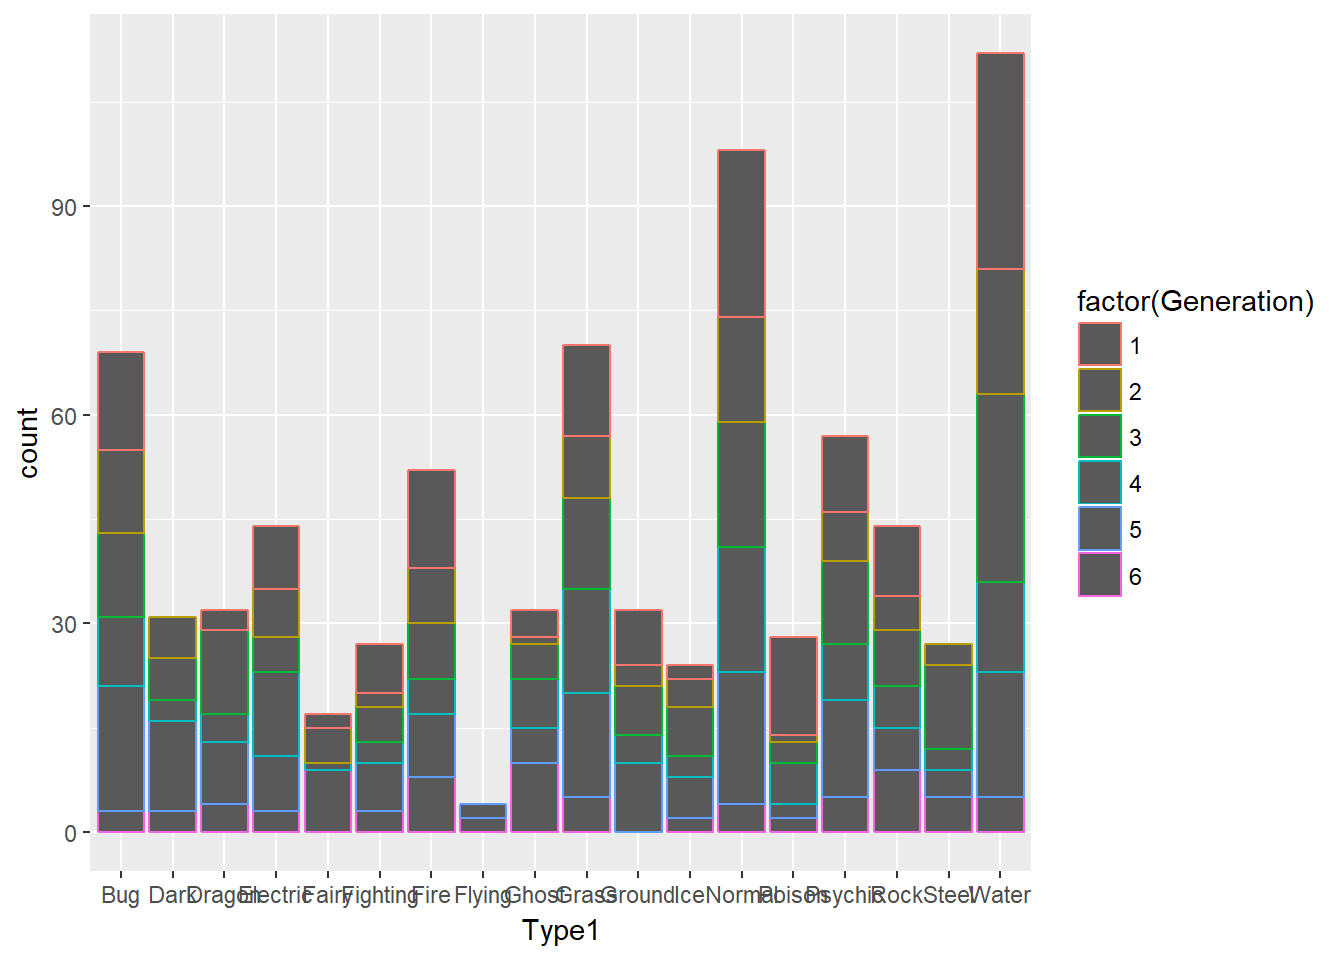 90
60
30
0
count
Bug Dark Dragon Electric Fairy Fighting Fire Flying Ghost Grass Ground Ice Normal Poison Psychic Rock Steel Water
Type1
factor(Generation)
1
2
3
4
5
6